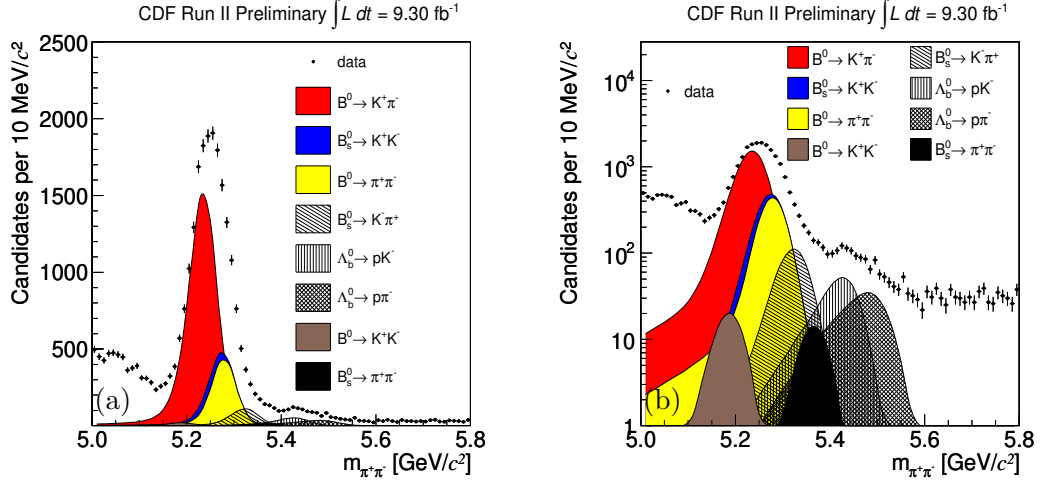 CDF Run II Preliminary ∫L dt = 9.30 fb⁻¹
Candidates per 10 MeV/c²
2500
2000
1500
1000
500
data
B⁰→ K⁺π⁻
B⁰ₛ→ K⁺K⁻
B⁰→ π⁺π⁻
B⁰ₛ→ K⁻π⁺
Λ⁰b→ pK⁻
Λ⁰b→ pπ⁻
B⁰→ K⁺K⁻
B⁰ₛ→ π⁺π⁻
(a)
5.0 5.2 5.4 5.6 5.8
mπ⁺π⁻ [GeV/c²]
CDF Run II Preliminary ∫L dt = 9.30 fb⁻¹
Candidates per 10 MeV/c²
10⁴
10³
10²
10
1
data
B⁰→ K⁺π⁻
B⁰ₛ→ K⁺K⁻
B⁰→ π⁺π⁻
B⁰→ K⁺K⁻
B⁰ₛ→ K⁻π⁺
Λ⁰b→ pK⁻
Λ⁰b→ pπ⁻
B⁰ₛ→ π⁺π⁻
(b)
5.0 5.2 5.4 5.6 5.8
mπ⁺π⁻ [GeV/c²]